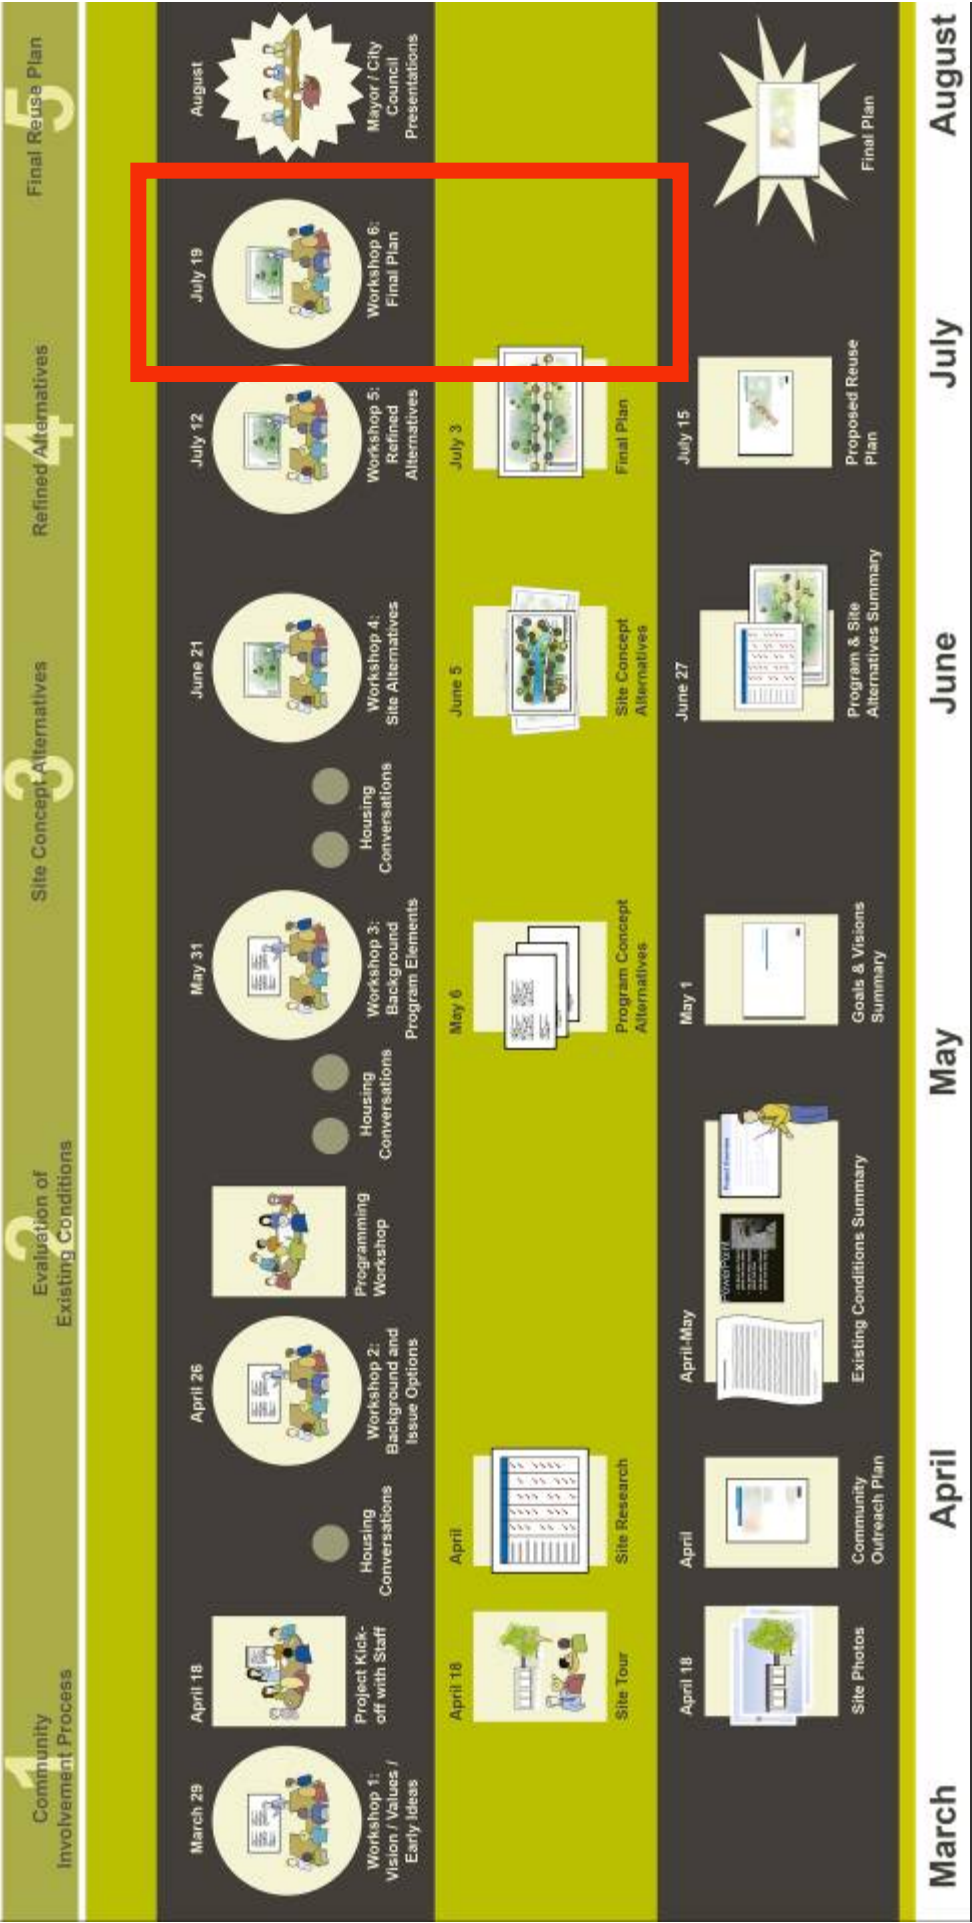 1
Community
Involvement Process
2
Evaluation of
Existing Conditions
3
Site Concept Alternatives
4
Refined Alternatives
5
Final Reuse Plan
March 29
Workshop 1:
Vision / Values /
Early Ideas
April 18
Project Kick-
off with Staff
Housing
Conversations
April 26
Workshop 2:
Background and
Issue Options
Programming
Workshop
Housing
Conversations
May 31
Workshop 3:
Background
Program Elements
Housing
Conversations
June 21
Workshop 4:
Site Alternatives
July 12
Workshop 5:
Refined
Alternatives
July 19
Workshop 6:
Final Plan
August
Mayor / City
Council
Presentations
April 18
Site Tour
April
Site Research
May 6
Program Concept
Alternatives
June 5
Site Concept
Alternatives
July 3
Final Plan
April 18
Site Photos
April
Community
Outreach Plan
April-May
PowerPoint
Project Overview
Existing Conditions Summary
May 1
Goals & Visions
Summary
June 27
Program & Site
Alternatives Summary
July 15
Proposed Reuse
Plan
Final Plan
March
April
May
June
July
August